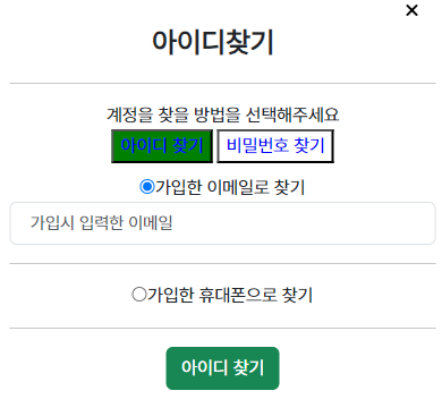 ×
아이디찾기
계정을 찾을 방법을 선택해주세요
아이디 찾기 비밀번호 찾기
가입한 이메일로 찾기
가입시 입력한 이메일
가입한 휴대폰으로 찾기
아이디 찾기